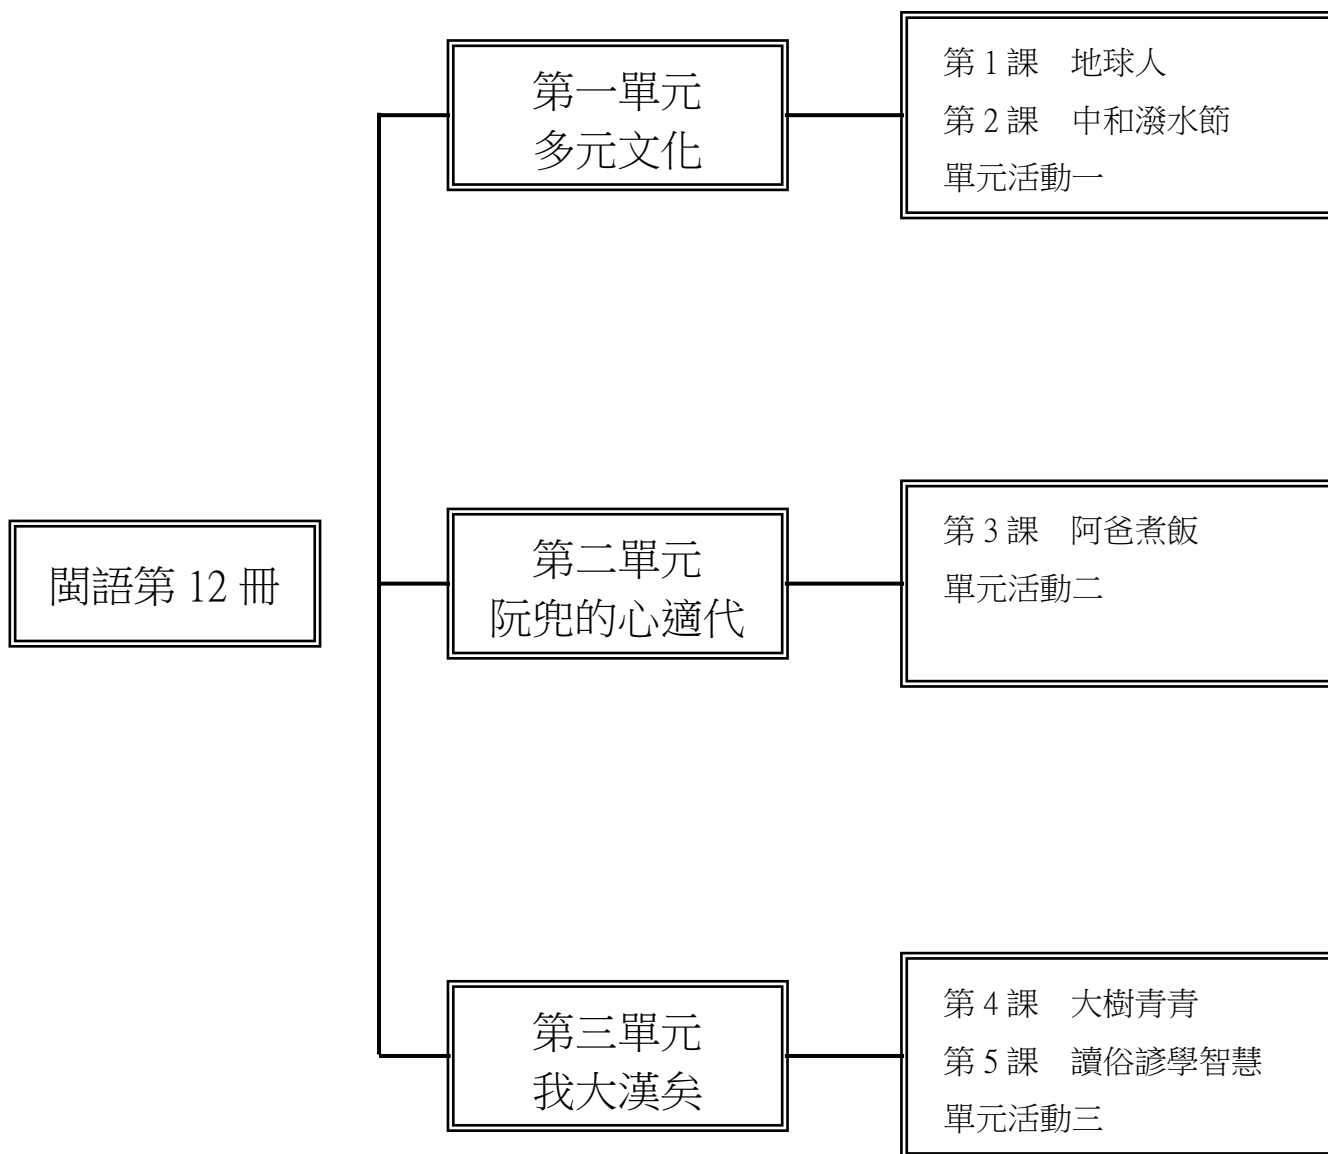 閩語第 12 冊
第一單元
多元文化
第 1 課　地球人
第 2 課　中和潑水節
單元活動一
第二單元
阮兜的心適代
第 3 課　阿爸煮飯
單元活動二
第三單元
我大漢矣
第 4 課　大樹青青
第 5 課　讀俗諺學智慧
單元活動三